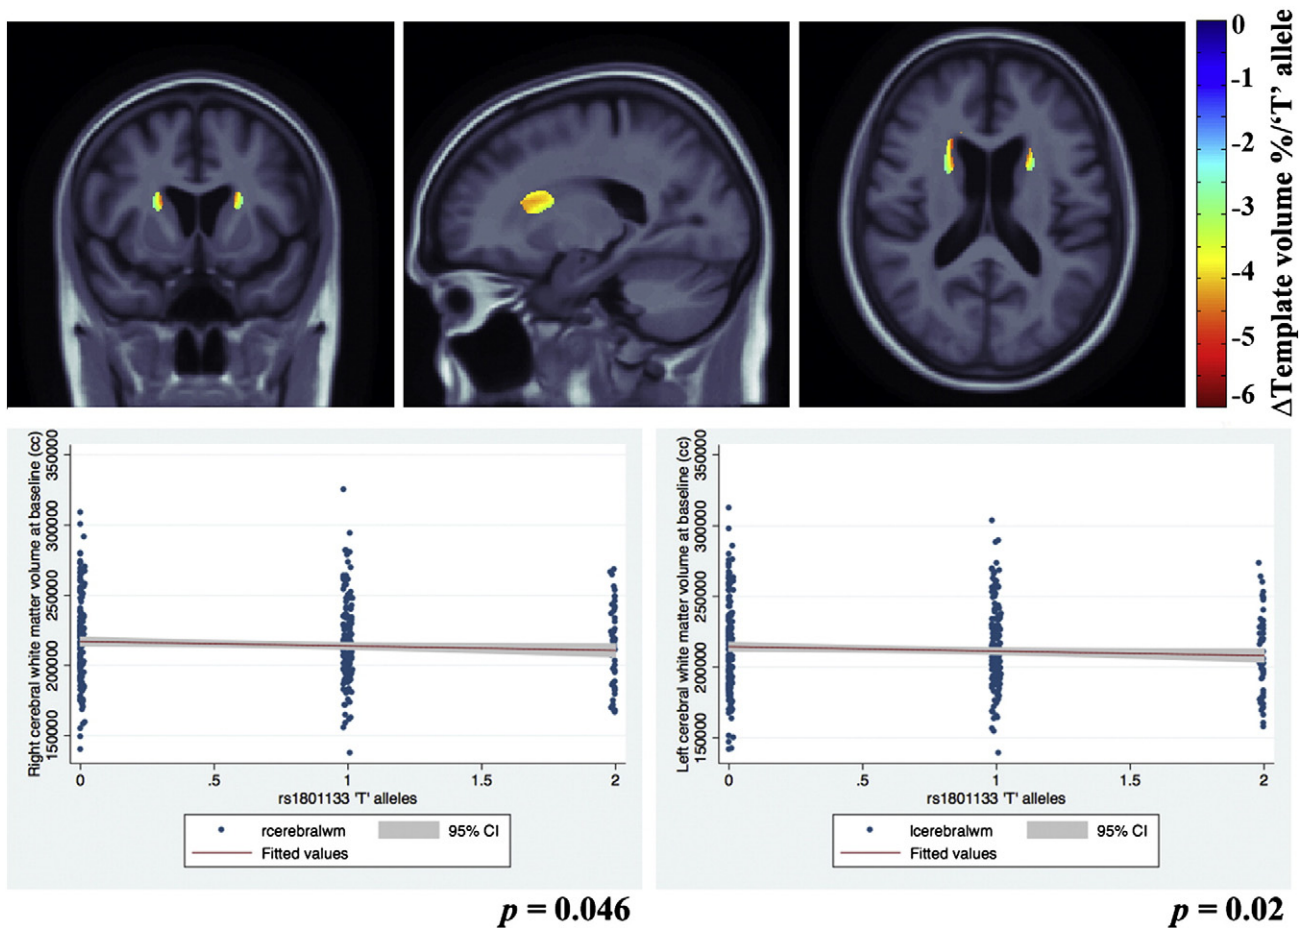 0
-1
-2
-3
-4
-5
-6
ΔTemplate volume %/‘T’ allele
Right cerebral white matter volume at baseline (cc)
350000
300000
250000
200000
150000
0
.5
1
1.5
2
rs1801133 'T' alleles
rcerebralwm
95% CI
Fitted values
p = 0.046
Left cerebral white matter volume at baseline (cc)
350000
300000
250000
200000
150000
0
.5
1
1.5
2
rs1801133 'T' alleles
lcerebralwm
95% CI
Fitted values
p = 0.02